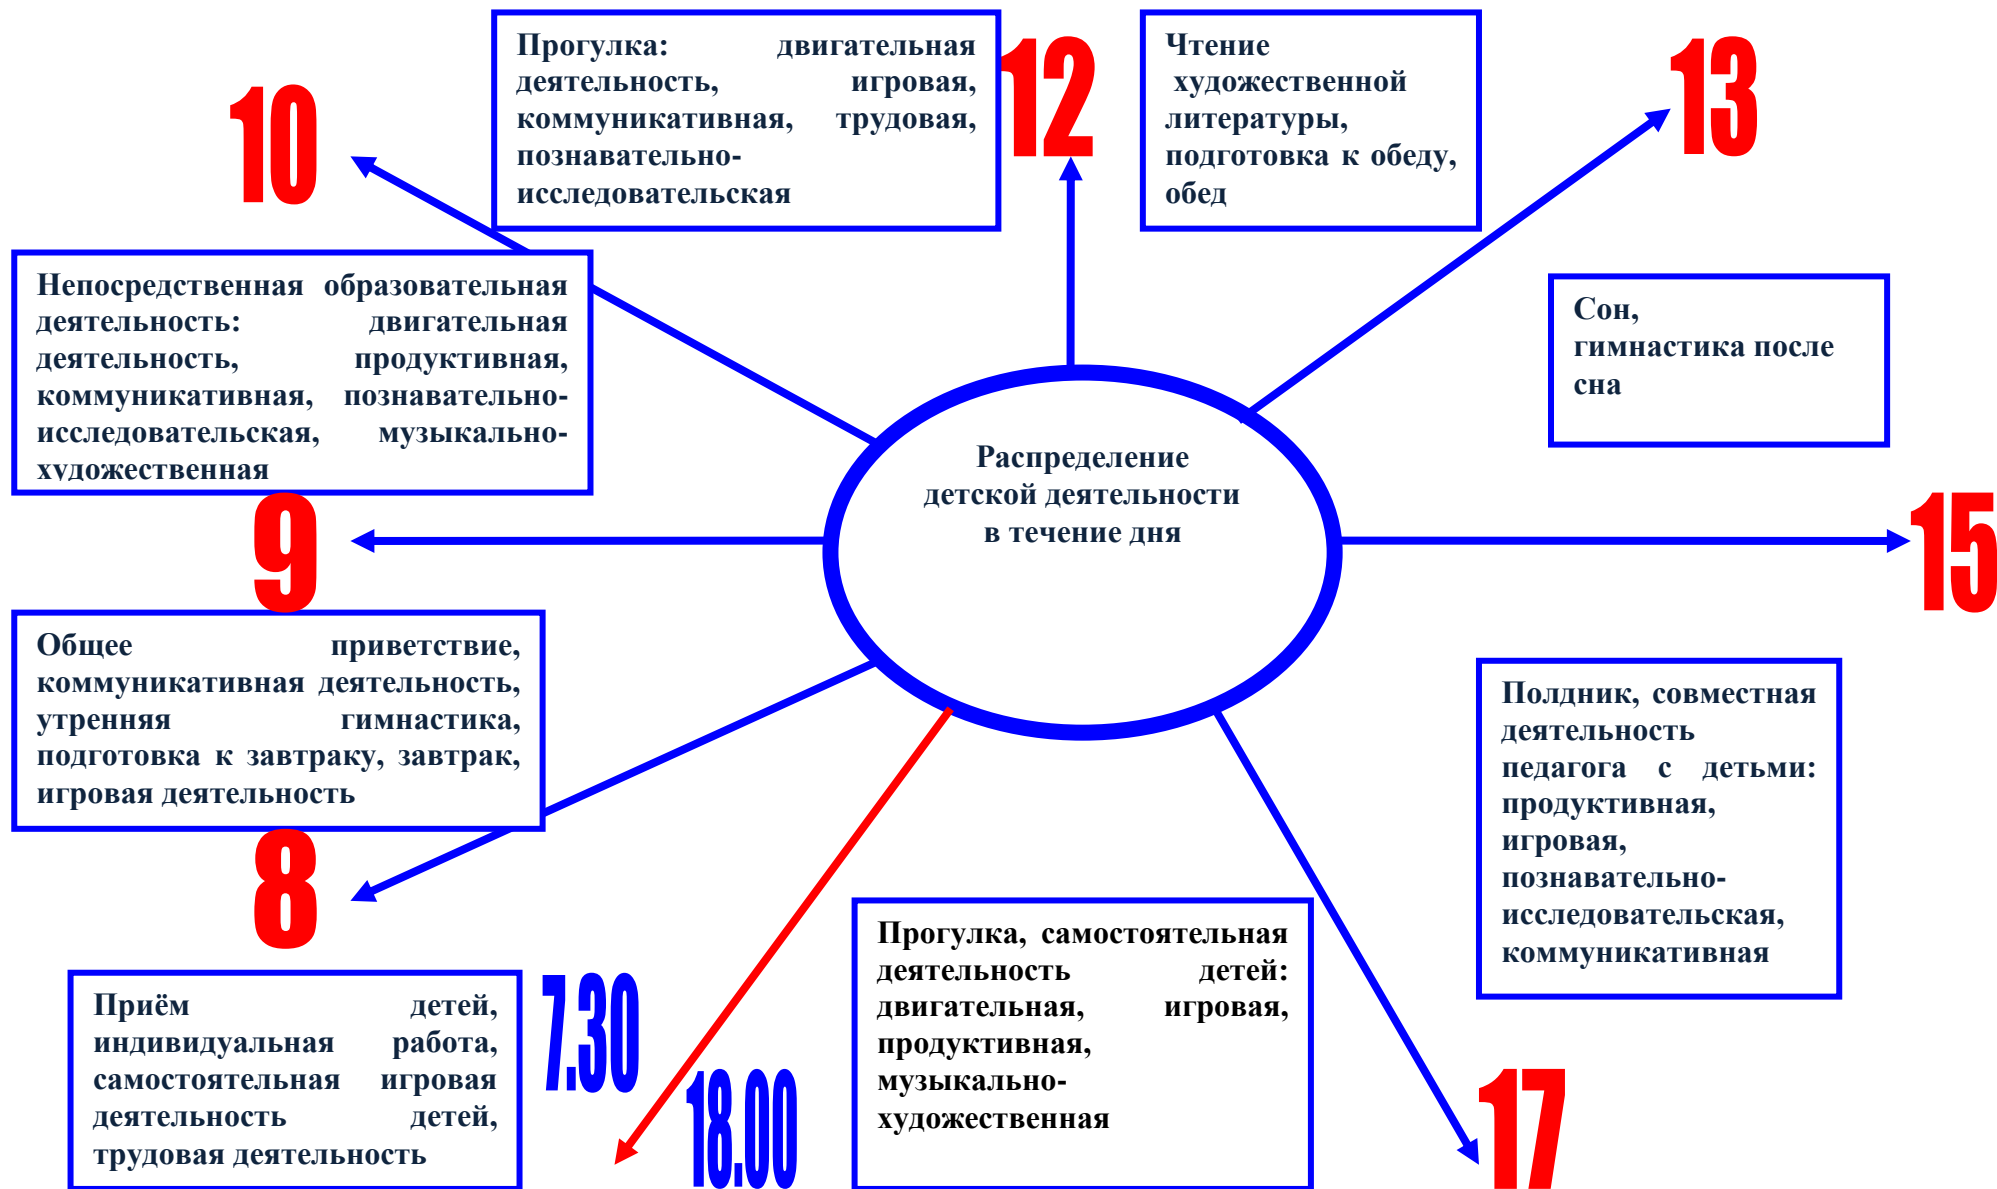 10
Прогулка: двигательная
деятельность, игровая,
коммуникативная, трудовая,
познавательно-
исследовательская
12
Чтение
художественной
литературы,
подготовка к обеду,
обед
13
Непосредственная образовательная
деятельность: двигательная
деятельность, продуктивная,
коммуникативная, познавательно-
исследовательская, музыкально-
художественная
Сон,
гимнастика после
сна
Распределение
детской деятельности
в течение дня
9
15
Общее приветствие,
коммуникативная деятельность,
утренняя гимнастика,
подготовка к завтраку, завтрак,
игровая деятельность
Полдник, совместная
деятельность
педагога с детьми:
продуктивная,
игровая,
познавательно-
исследовательская,
коммуникативная
8
Приём детей,
индивидуальная работа,
самостоятельная игровая
деятельность детей,
трудовая деятельность
7.30
18.00
Прогулка, самостоятельная
деятельность детей:
двигательная, игровая,
продуктивная,
музыкально-
художественная
17